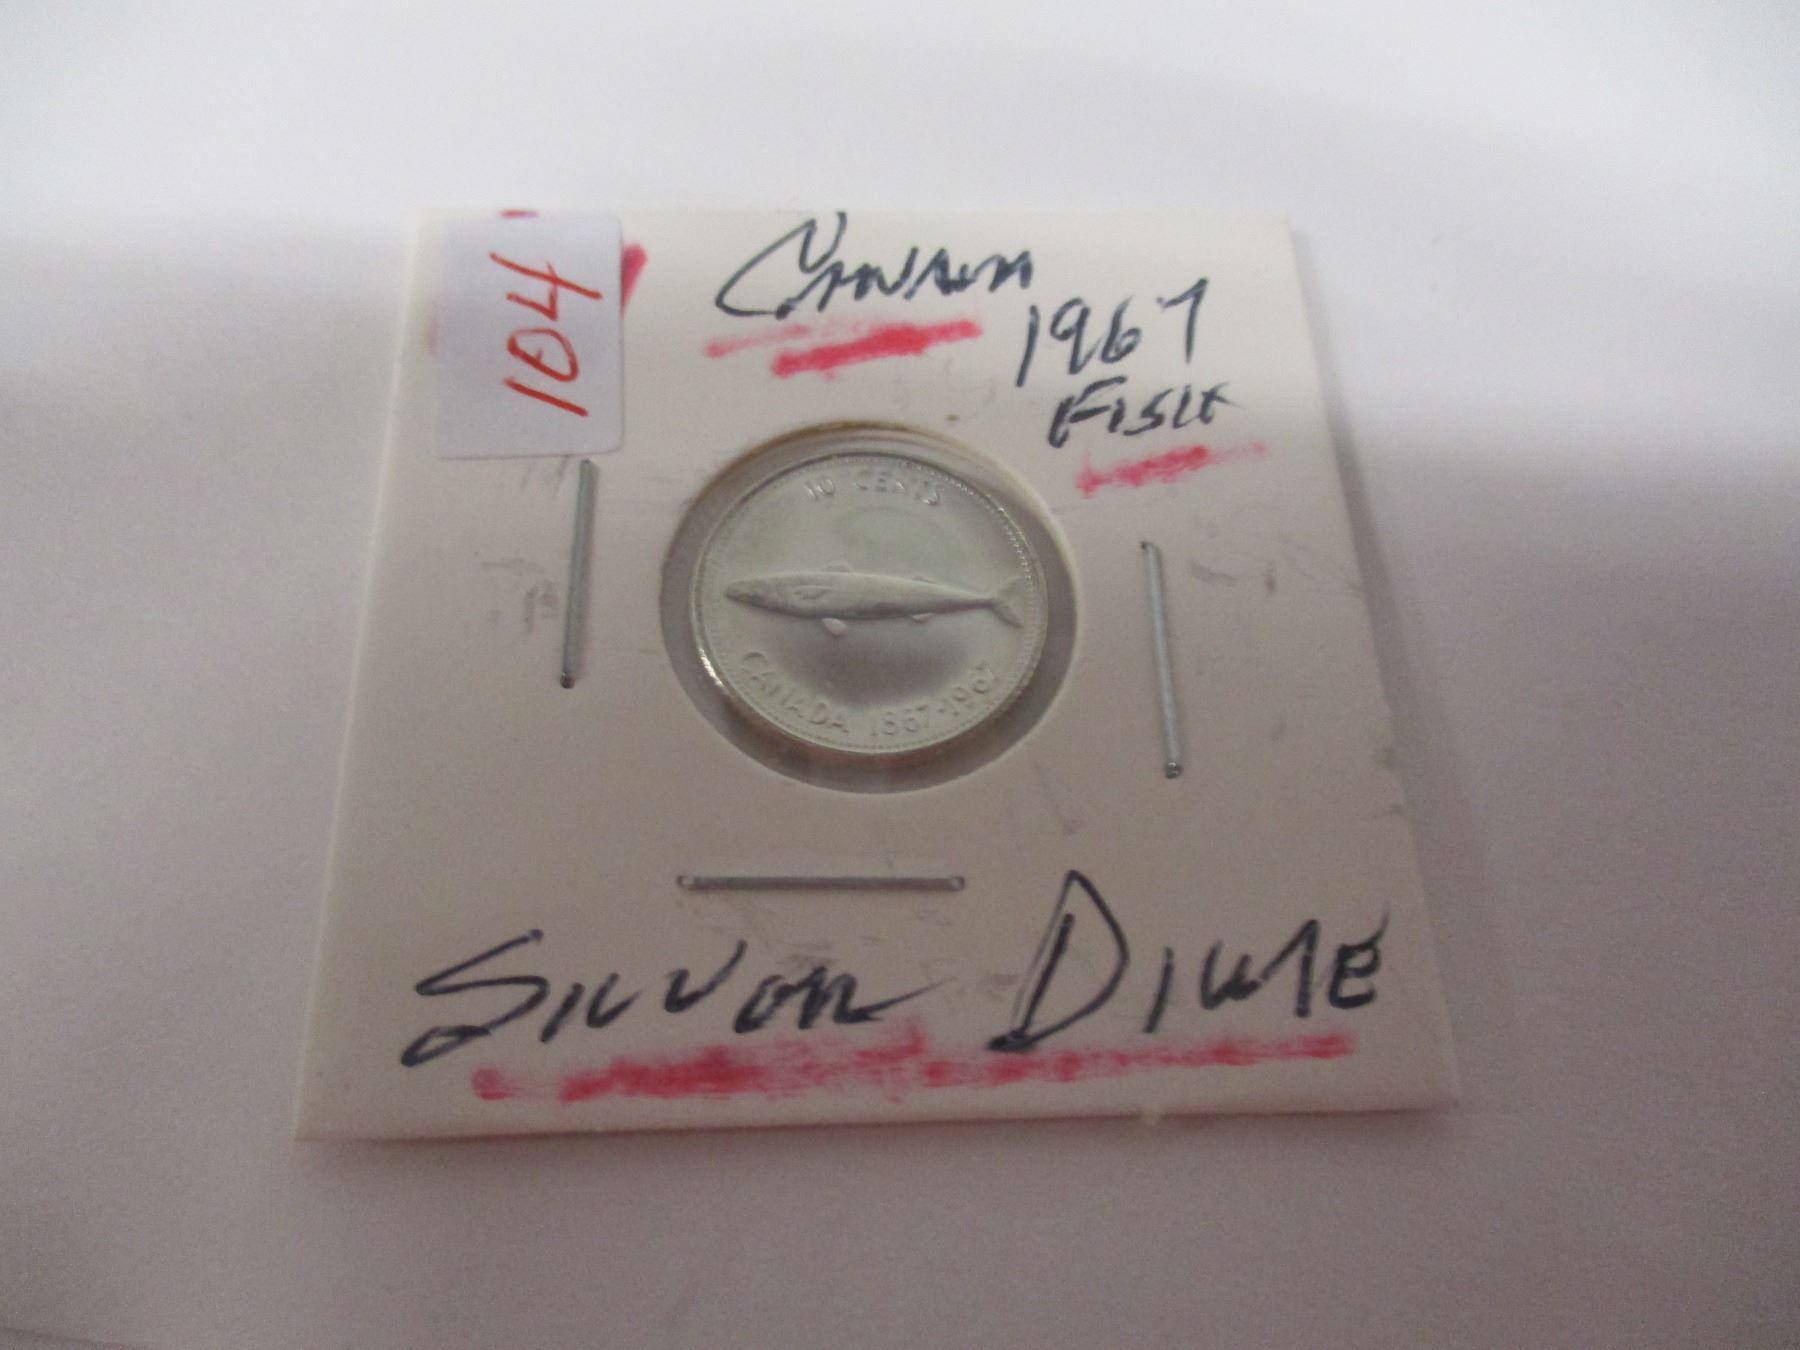 104
CANADA
1967
FISH
10 CENTS
CANADA 1867-1967
SILVER DIME